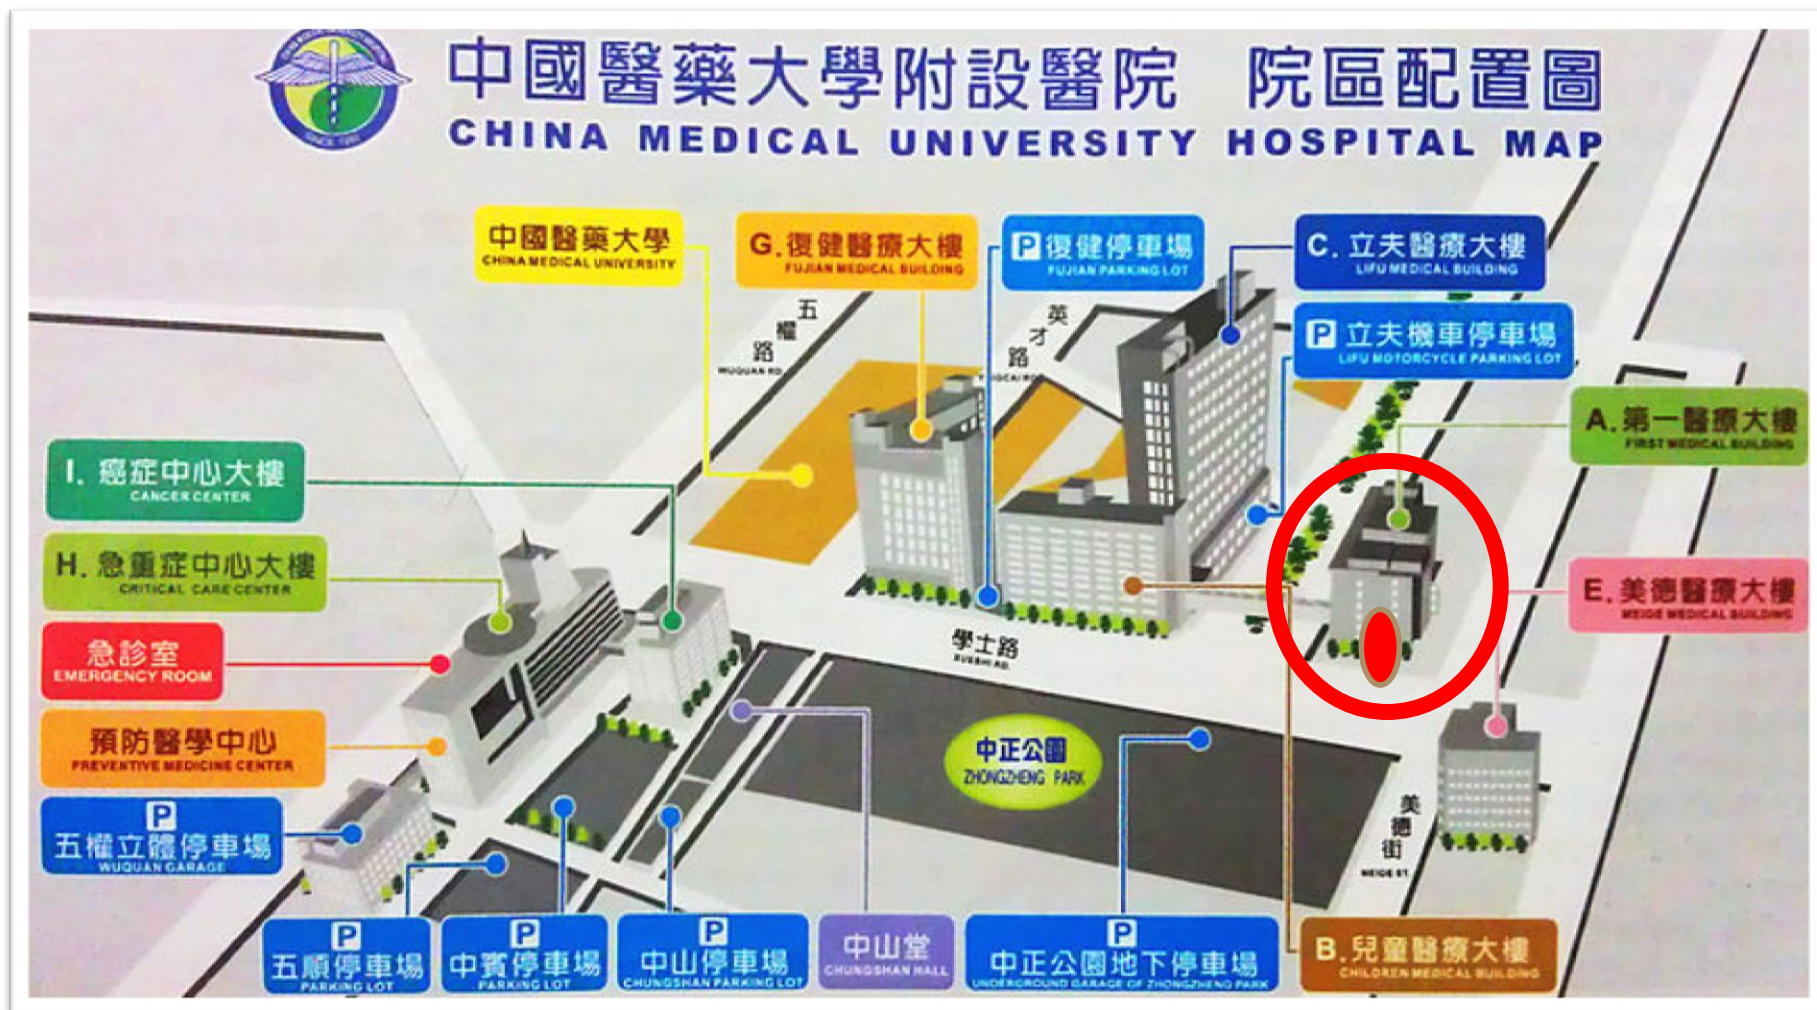 中國醫藥大學附設醫院 院區配置圖
CHINA MEDICAL UNIVERSITY HOSPITAL MAP
中國醫藥大學
CHINA MEDICAL UNIVERSITY
G.復健醫療大樓
FUJIAN MEDICAL BUILDING
P復健停車場
FUJIAN PARKING LOT
C.立夫醫療大樓
LIFU MEDICAL BUILDING
P立夫機車停車場
LIFU MOTORCYCLE PARKING LOT
五權路
WUQUAN RD.
英才路
A.第一醫療大樓
FIRST MEDICAL BUILDING
I.癌症中心大樓
CANCER CENTER
H.急重症中心大樓
CRITICAL CARE CENTER
E.美德醫療大樓
MEIDE MEDICAL BUILDING
急診室
EMERGENCY ROOM
學士路
XUESHI RD.
預防醫學中心
PREVENTIVE MEDICINE CENTER
中正公園
ZHONGZHENG PARK
P
五權立體停車場
WUQUAN GARAGE
美德街
MEIDE ST.
P
五順停車場
PARKING LOT
P
中賓停車場
PARKING LOT
P
中山停車場
CHUNGSHAN PARKING LOT
中山堂
CHUNGSHAN HALL
P
中正公園地下停車場
UNDERGROUND GARAGE OF ZHONGZHENG PARK
B.兒童醫療大樓
CHILDREN MEDICAL BUILDING